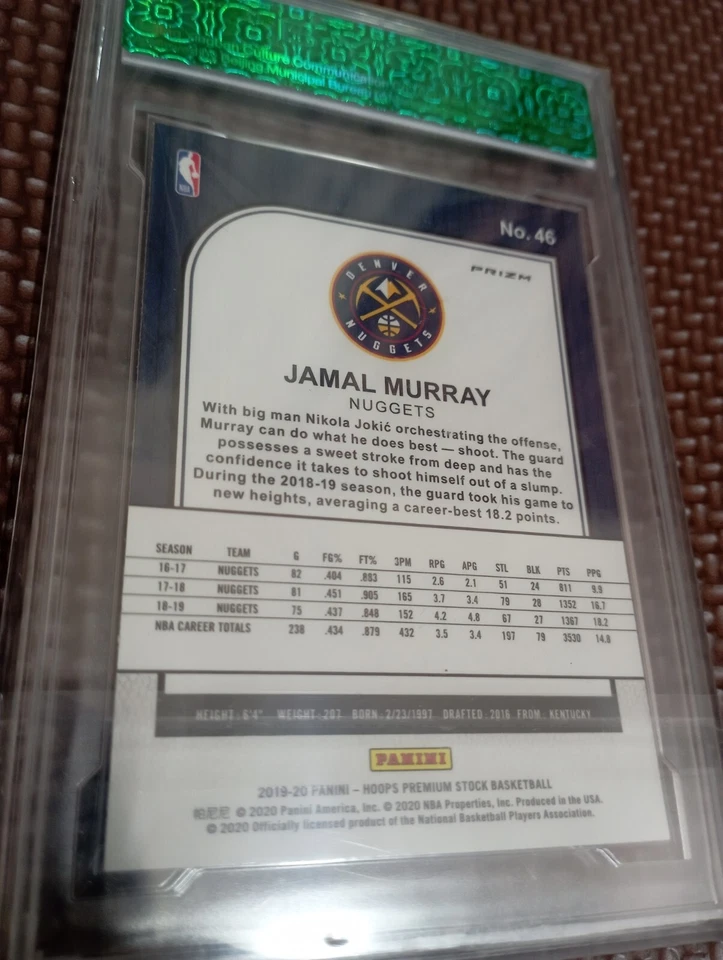 Culture Communication
Beijing Municipal Bureau
NBA
No. 46
PRIZM
DENVER
NUGGETS
JAMAL MURRAY
NUGGETS
With big man Nikola Jokić orchestrating the offense,
Murray can do what he does best — shoot. The guard
possesses a sweet stroke from deep and has the
confidence it takes to shoot himself out of a slump.
During the 2018-19 season, the guard took his game to
new heights, averaging a career-best 18.2 points.
SEASON TEAM G FG% FT% 3PM RPG APG STL BLK PTS PPG
16-17 NUGGETS 82 .404 .883 115 2.6 2.1 51 24 811 9.9
17-18 NUGGETS 81 .451 .905 165 3.7 3.4 79 28 1352 16.7
18-19 NUGGETS 75 .437 .848 152 4.2 4.8 67 27 1367 18.2
NBA CAREER TOTALS 238 .434 .879 432 3.5 3.4 197 79 3530 14.8
HEIGHT: 6'4" WEIGHT: 207 BORN: 2/23/1997 DRAFTED: 2016 FROM: KENTUCKY
PANINI
2019-20 PANINI – HOOPS PREMIUM STOCK BASKETBALL
帕尼尼 © 2020 Panini America, Inc. © 2020 NBA Properties, Inc. Produced in the USA.
© 2020 Officially licensed product of the National Basketball Players Association.